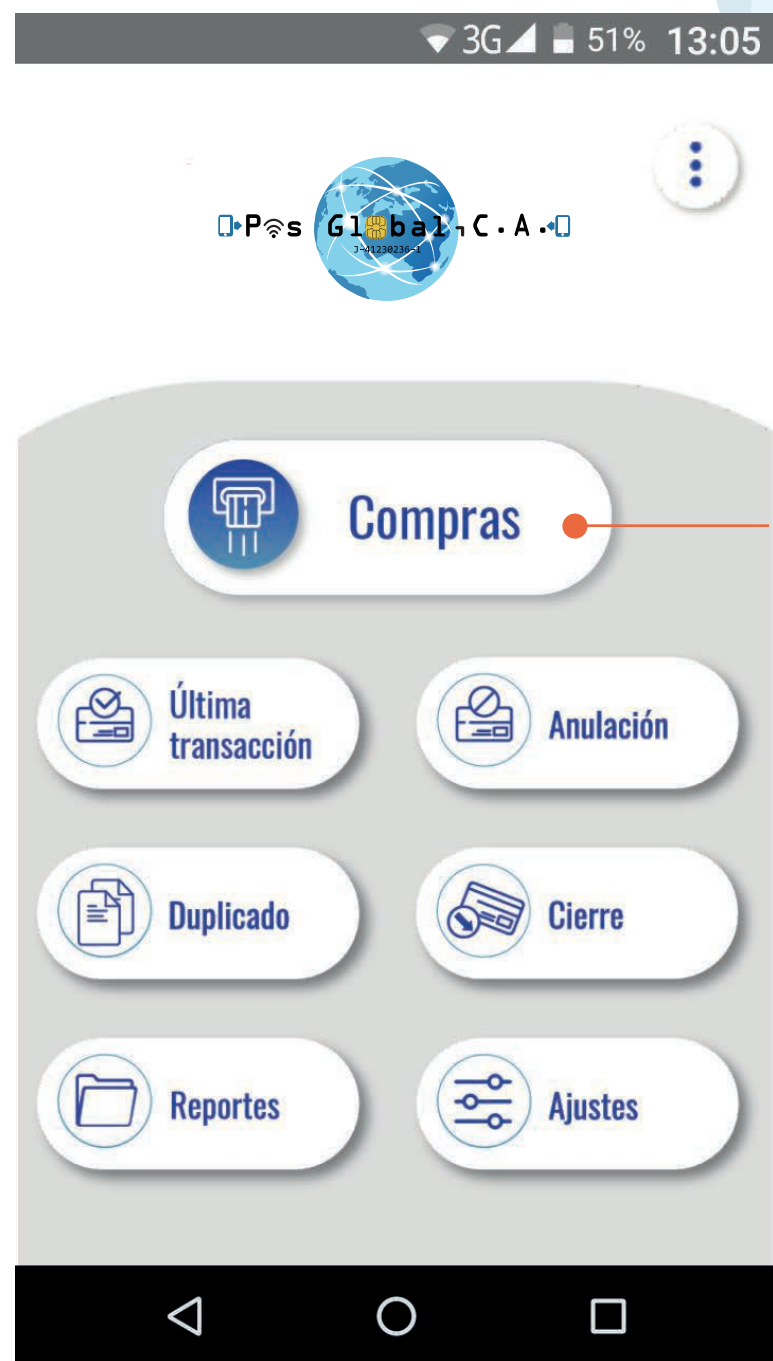 3G 51% 13:05
Pos Global, C.A.
J-41230236-1
Compras
Última
transacción
Anulación
Duplicado
Cierre
Reportes
Ajustes